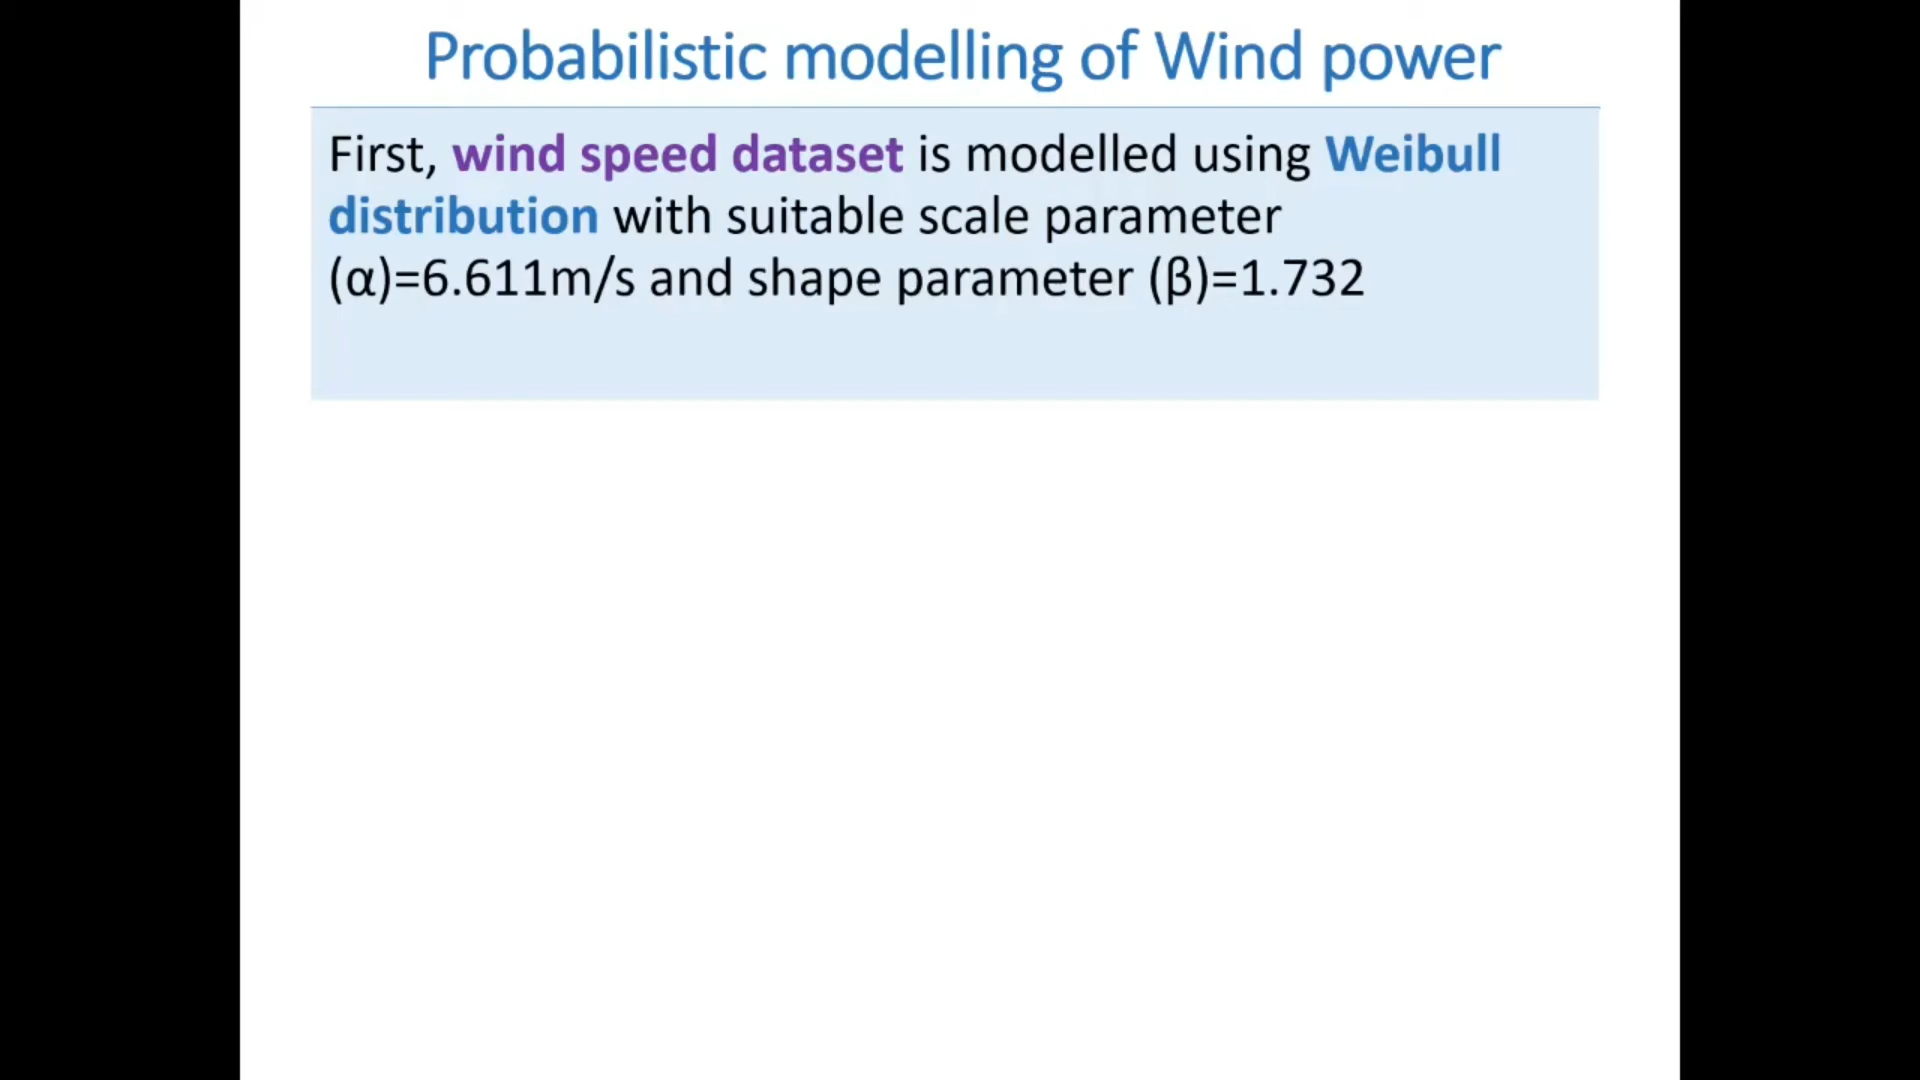 Probabilistic modelling of Wind power
First, wind speed dataset is modelled using Weibull
distribution with suitable scale parameter
(α)=6.611m/s and shape parameter (β)=1.732